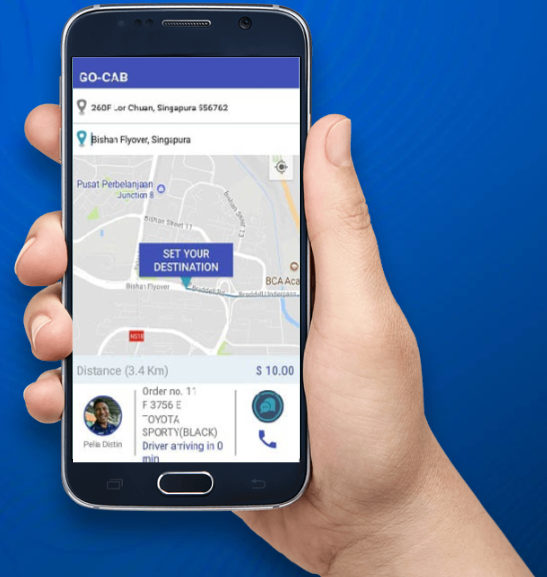 GO-CAB
260F Lor Chuan, Singapura 556762
Bishan Flyover, Singapura
Pusat Perbelanjaan
Junction 8
Bishan Street 11
Bishan Street 13
SET YOUR
DESTINATION
BCA Aca
Bishan Flyover
Braddell Rd
Braddell Underpass
NS18
Distance (3.4 Km)
$ 10.00
Order no. 11
F 3756 E
TOYOTA
SPORTY(BLACK)
Driver arriving in 0
min
Pelia Distin